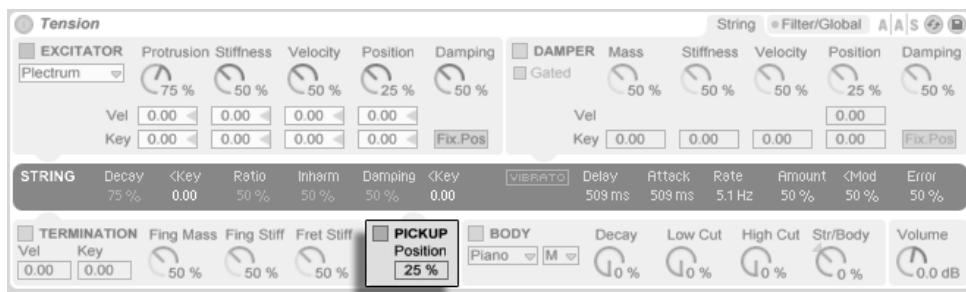 Tension String Filter/Global A A S
EXCITATOR Protrusion Stiffness Velocity Position Damping
Plectrum 75 % 50 % 50 % 25 % 50 %
Vel 0.00 0.00 0.00 0.00
Key 0.00 0.00 0.00 0.00 Fix.Pos
DAMPER Mass Stiffness Velocity Position Damping
Gated 50 % 50 % 50 % 25 % 50 %
Vel 0.00
Key 0.00 0.00 0.00 0.00 Fix.Pos
STRING Decay <Key Ratio Inharm Damping <Key VIBRATO Delay Attack Rate Amount <Mod Error
75 % 0.00 50 % 50 % 50 % 0.00 509 ms 509 ms 5.1 Hz 50 % 50 % 50 %
TERMINATION Fing Mass Fing Stiff Fret Stiff
Vel Key
0.00 0.00 50 % 50 % 50 %
PICKUP
Position
25 %
BODY Decay Low Cut High Cut Str/Body Volume
Piano M 0 % 0 % 0 % 0 % 0.0 dB